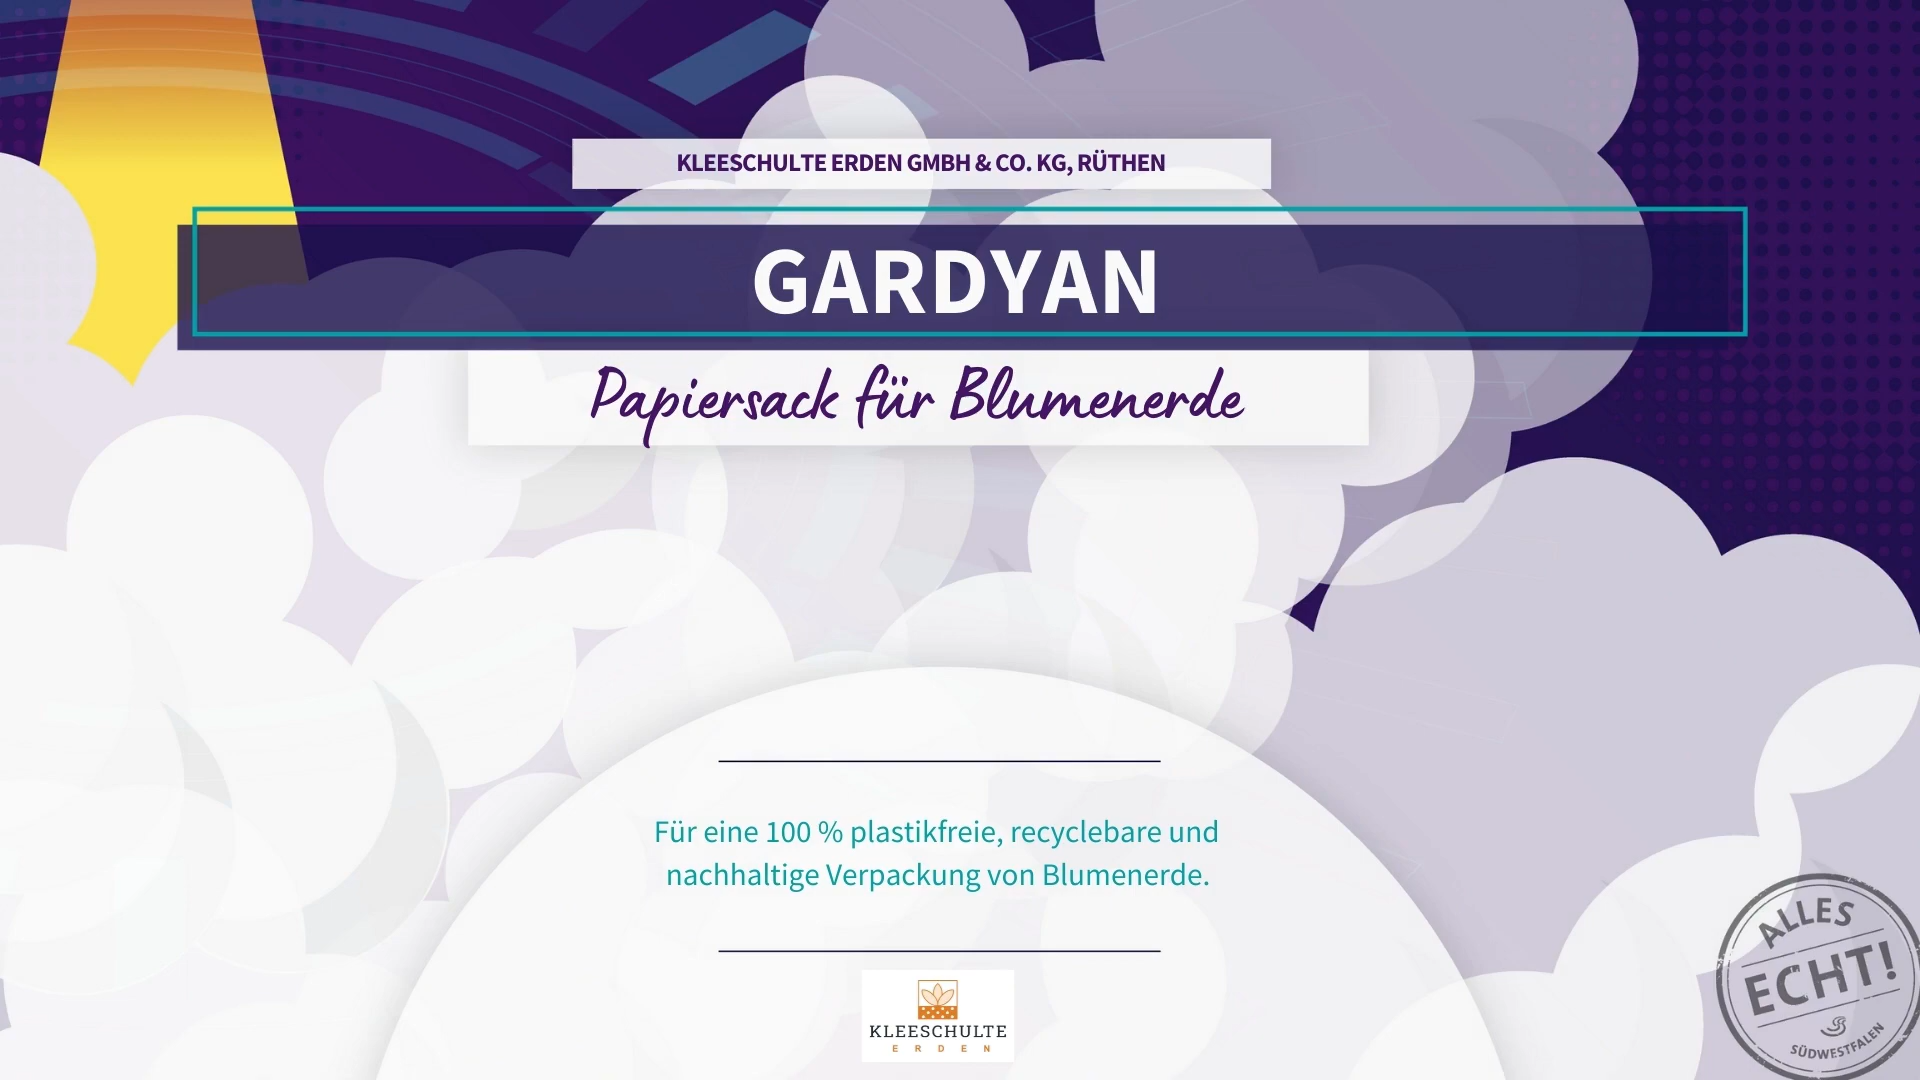 KLEESCHULTE ERDEN GMBH & CO. KG, RÜTHEN
GARDYAN
Papiersack für Blumenerde
Für eine 100 % plastikfreie, recyclebare und
nachhaltige Verpackung von Blumenerde.
KLEESCHULTE
ERDEN
ALLES
ECHT!
SÜDWESTFALEN